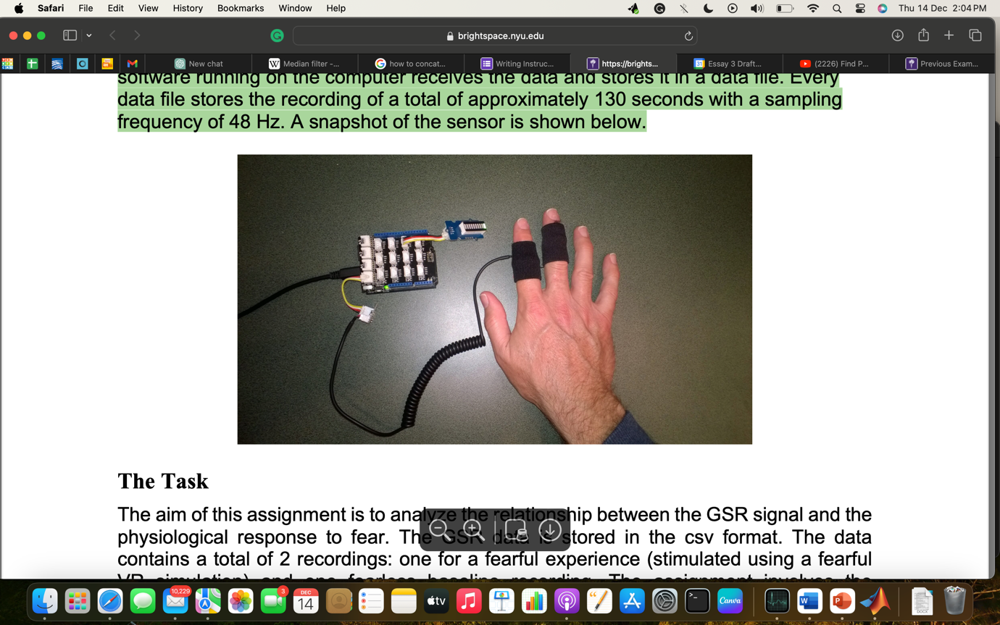 Safari File Edit View History Bookmarks Window Help Thu 14 Dec 2:04 PM
brightspace.nyu.edu
New chat Median filter -... how to concat... Writing Instruc... https://brights... Essay 3 Draft... (2226) Find P... Previous Exam...
software running on the computer receives the data and stores it in a data file. Every
data file stores the recording of a total of approximately 130 seconds with a sampling
frequency of 48 Hz. A snapshot of the sensor is shown below.
I2C I2C I2C
The Task
The aim of this assignment is to analyze the relationship between the GSR signal and the
physiological response to fear. The GSR data is stored in the csv format. The data
contains a total of 2 recordings: one for a fearful experience (stimulated using a fearful
VR simulation) and one fearless baseline recording. The assignment involves the
10,229 3 DEC 14 tv Canva W P DOCX